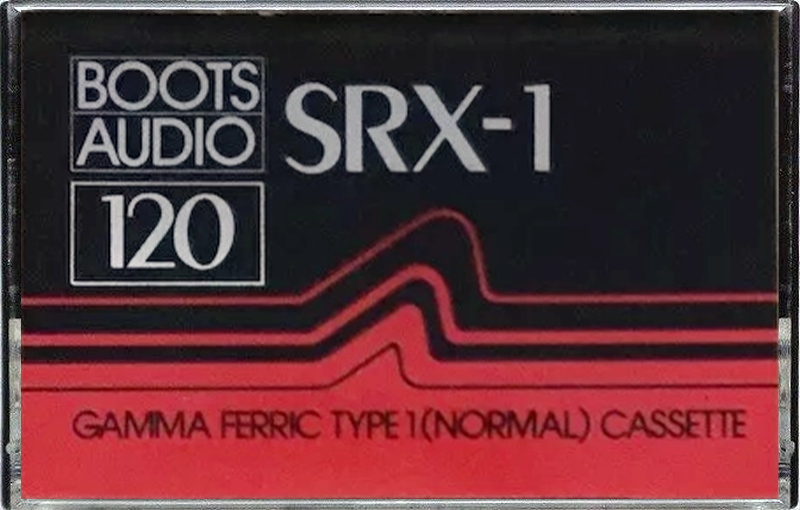 BOOTS
AUDIO
SRX-1
120
GAMMA FERRIC TYPE 1 (NORMAL) CASSETTE